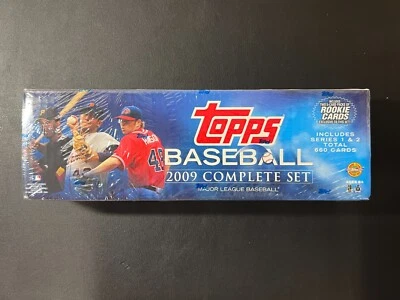 Topps
BASEBALL
2009 COMPLETE SET
MAJOR LEAGUE BASEBALL
ROOKIE
CARDS
INCLUDES
SERIES 1 & 2
TOTAL
660 CARDS